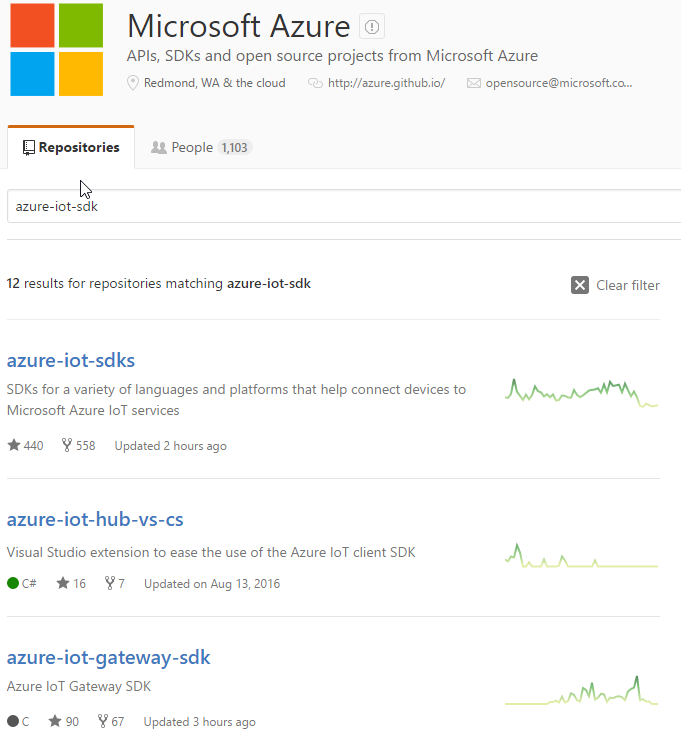 Microsoft Azure
APIs, SDKs and open source projects from Microsoft Azure
Redmond, WA & the cloud http://azure.github.io/ opensource@microsoft.co...
Repositories People 1,103
azure-iot-sdk
12 results for repositories matching azure-iot-sdk Clear filter
azure-iot-sdks
SDKs for a variety of languages and platforms that help connect devices to
Microsoft Azure IoT services
440 558 Updated 2 hours ago
azure-iot-hub-vs-cs
Visual Studio extension to ease the use of the Azure IoT client SDK
C# 16 7 Updated on Aug 13, 2016
azure-iot-gateway-sdk
Azure IoT Gateway SDK
C 90 67 Updated 3 hours ago